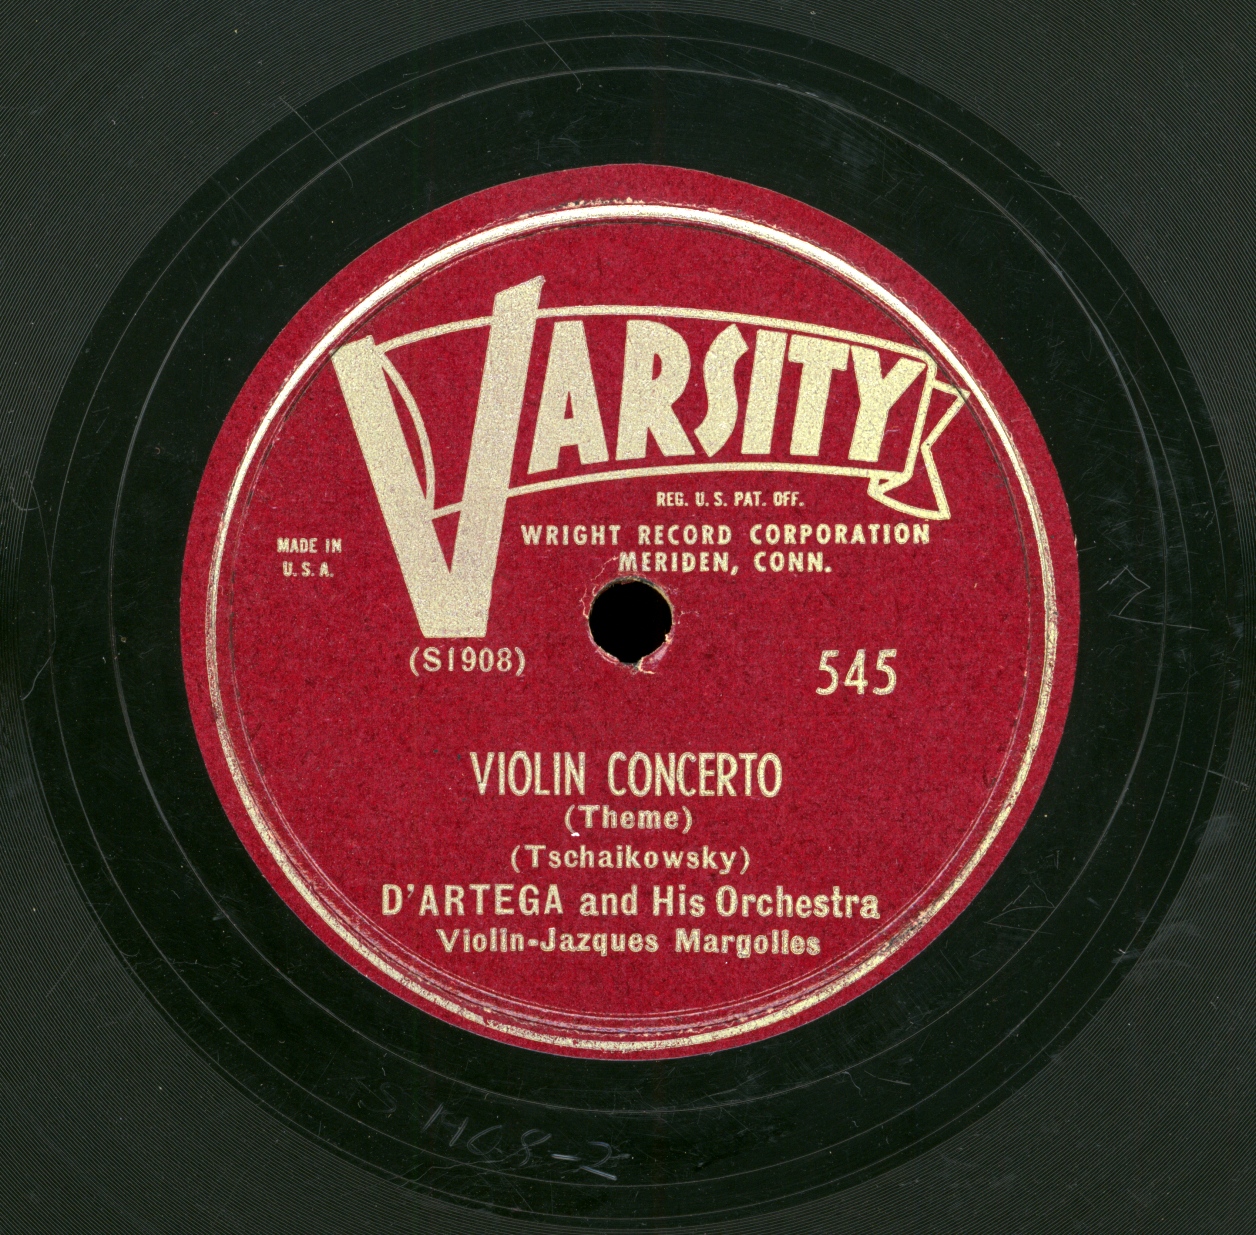 VARSITY
REG. U. S. PAT. OFF.
WRIGHT RECORD CORPORATION
MERIDEN, CONN.
MADE IN
U. S. A.
(S1908)
545
VIOLIN CONCERTO
(Theme)
(Tschaikowsky)
D'ARTEGA and His Orchestra
Violin-Jazques Margolies